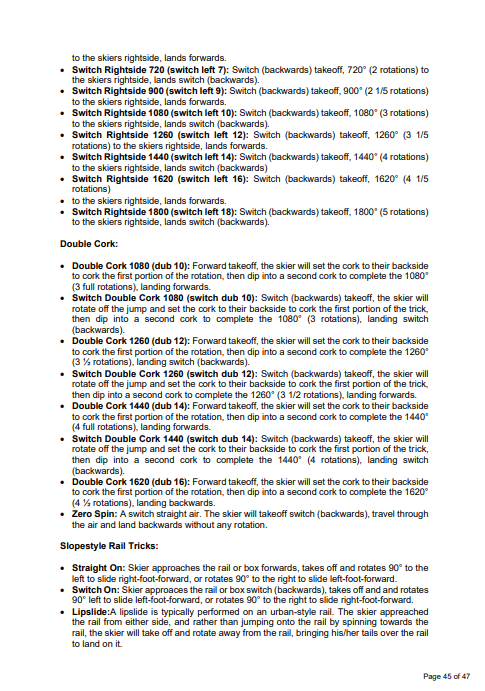 to the skiers rightside, lands forwards.
• Switch Rightside 720 (switch left 7): Switch (backwards) takeoff, 720° (2 rotations) to
the skiers rightside, lands switch (backwards).
• Switch Rightside 900 (switch left 9): Switch (backwards) takeoff, 900° (2 1/5 rotations)
to the skiers rightside, lands forwards.
• Switch Rightside 1080 (switch left 10): Switch (backwards) takeoff, 1080° (3 rotations)
to the skiers rightside, lands switch (backwards).
• Switch Rightside 1260 (switch left 12): Switch (backwards) takeoff, 1260° (3 1/5
rotations) to the skiers rightside, lands forwards.
• Switch Rightside 1440 (switch left 14): Switch (backwards) takeoff, 1440° (4 rotations)
to the skiers rightside, lands switch (backwards)
• Switch Rightside 1620 (switch left 16): Switch (backwards) takeoff, 1620° (4 1/5
rotations)
• to the skiers rightside, lands forwards.
• Switch Rightside 1800 (switch left 18): Switch (backwards) takeoff, 1800° (5 rotations)
to the skiers rightside, lands switch (backwards).
Double Cork:
• Double Cork 1080 (dub 10): Forward takeoff, the skier will set the cork to their backside
to cork the first portion of the rotation, then dip into a second cork to complete the 1080°
(3 full rotations), landing forwards.
• Switch Double Cork 1080 (switch dub 10): Switch (backwards) takeoff, the skier will
rotate off the jump and set the cork to their backside to cork the first portion of the trick,
then dip into a second cork to complete the 1080° (3 rotations), landing switch
(backwards).
• Double Cork 1260 (dub 12): Forward takeoff, the skier will set the cork to their backside
to cork the first portion of the rotation, then dip into a second cork to complete the 1260°
(3 ½ rotations), landing switch (backwards).
• Switch Double Cork 1260 (switch dub 12): Switch (backwards) takeoff, the skier will
rotate off the jump and set the cork to their backside to cork the first portion of the trick,
then dip into a second cork to complete the 1260° (3 1/2 rotations), landing forwards.
• Double Cork 1440 (dub 14): Forward takeoff, the skier will set the cork to their backside
to cork the first portion of the rotation, then dip into a second cork to complete the 1440°
(4 full rotations), landing forwards.
• Switch Double Cork 1440 (switch dub 14): Switch (backwards) takeoff, the skier will
rotate off the jump and set the cork to their backside to cork the first portion of the trick,
then dip into a second cork to complete the 1440° (4 rotations), landing switch
(backwards).
• Double Cork 1620 (dub 16): Forward takeoff, the skier will set the cork to their backside
to cork the first portion of the rotation, then dip into a second cork to complete the 1620°
(4 ½ rotations), landing backwards.
• Zero Spin: A switch straight air. The skier will takeoff switch (backwards), travel through
the air and land backwards without any rotation.
Slopestyle Rail Tricks:
• Straight On: Skier approaches the rail or box forwards, takes off and rotates 90° to the
left to slide right-foot-forward, or rotates 90° to the right to slide left-foot-forward.
• Switch On: Skier approaoces the rail or box switch (backwards), takes off and and rotates
90° left to slide left-foot-forward, or rotates 90° to the right to slide right-foot-forward.
• Lipslide:A lipslide is typically performed on an urban-style rail. The skier appreached
the rail from either side, and rather than jumping onto the rail by spinning towards the
rail, the skier will take off and rotate away from the rail, bringing his/her tails over the rail
to land on it.
Page 45 of 47